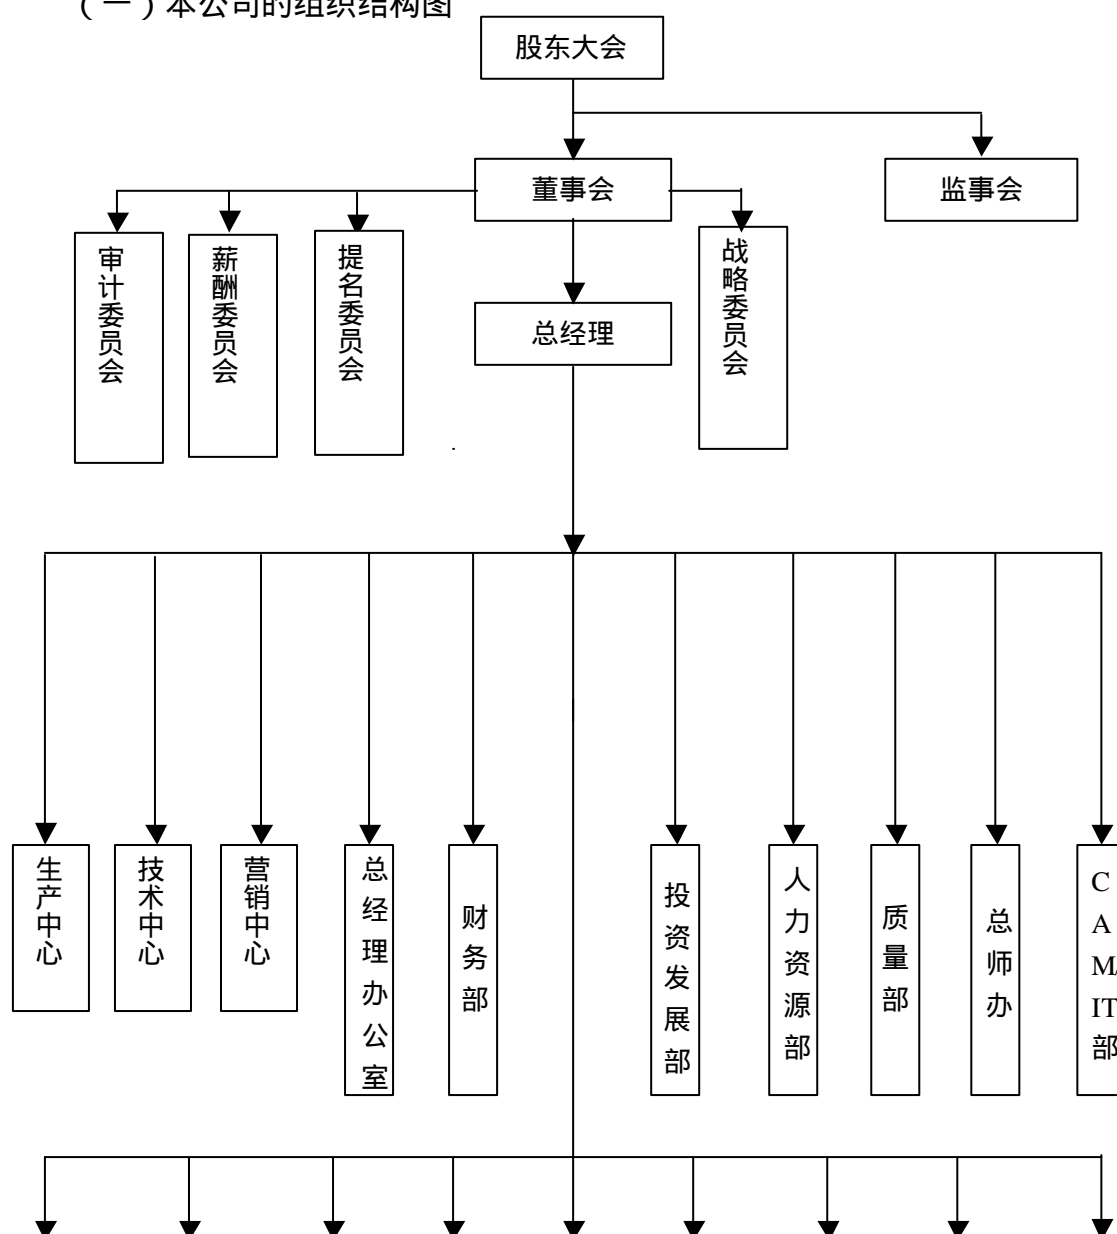 （一）本公司的组织结构图
股东大会
董事会
监事会
审计委员会
薪酬委员会
提名委员会
战略委员会
总经理
生产中心
技术中心
营销中心
总经理办公室
财务部
投资发展部
人力资源部
质量部
总师办
CAM/IT部